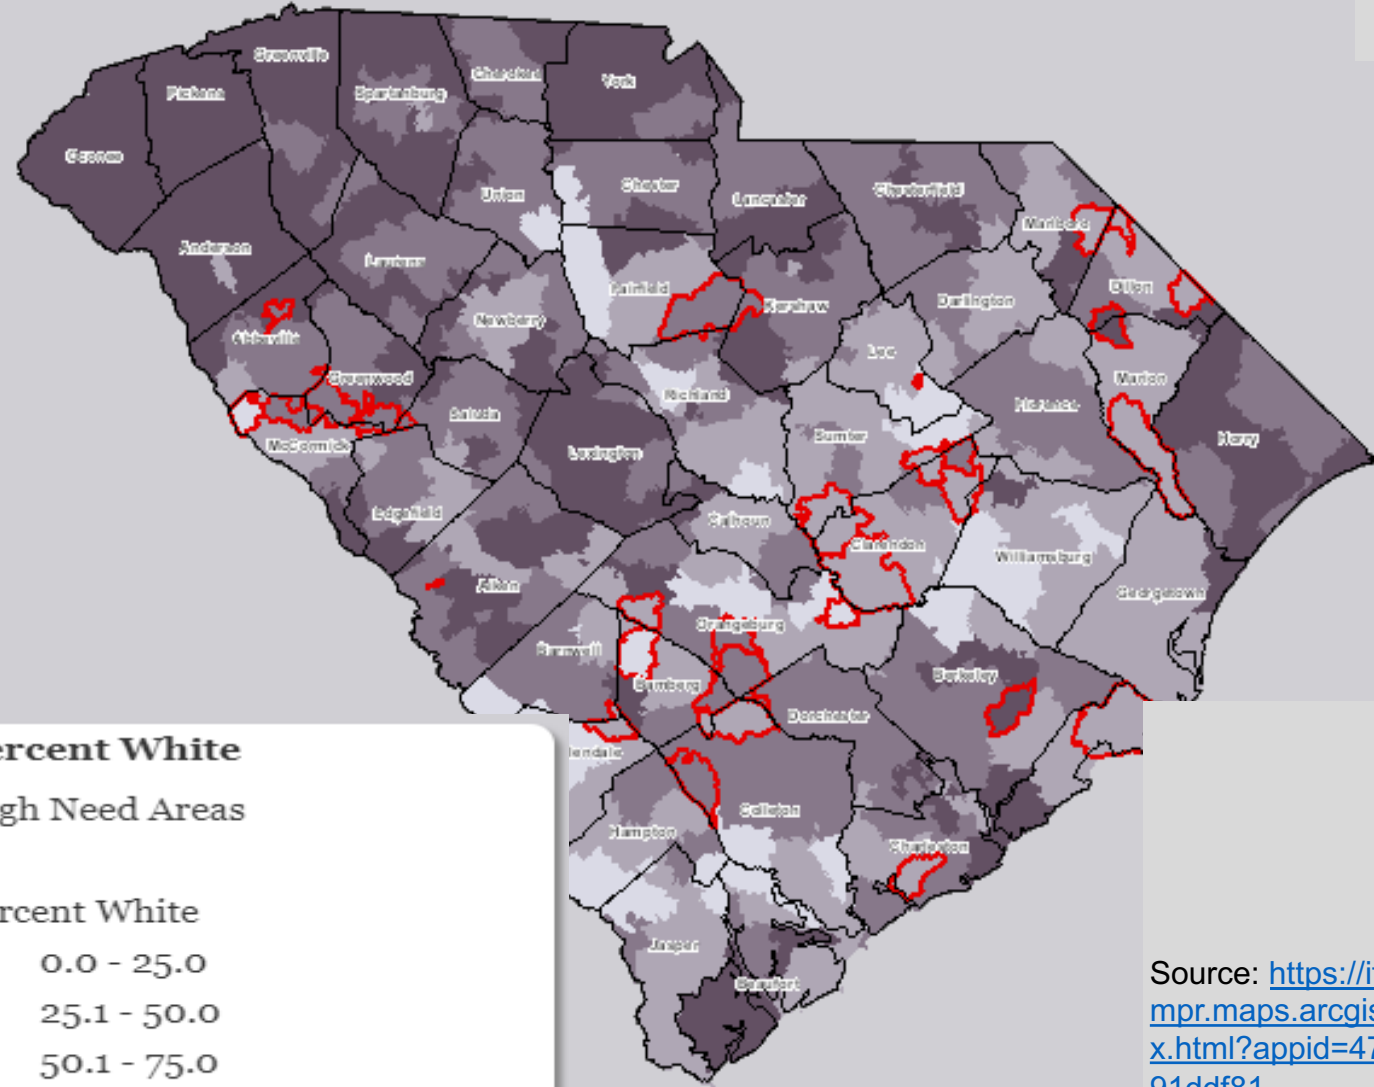 Greenville
Cherokee
York
Pickens
Spartanburg
Oconee
Union
Chester
Lancaster
Chesterfield
Marlboro
Anderson
Laurens
Fairfield
Kershaw
Darlington
Dillon
Newberry
Abbeville
Greenwood
Lee
Marion
Richland
Saluda
Florence
McCormick
Lexington
Sumter
Horry
Edgefield
Calhoun
Clarendon
Williamsburg
Aiken
Georgetown
Orangeburg
Barnwell
Bamberg
Berkeley
Dorchester
lendale
Colleton
Hampton
Charleston
Jasper
Beaufort
ercent White
gh Need Areas
rcent White
0.0 - 25.0
25.1 - 50.0
50.1 - 75.0
Source: https://i
mpr.maps.arcgis
x.html?appid=47
91ddf81